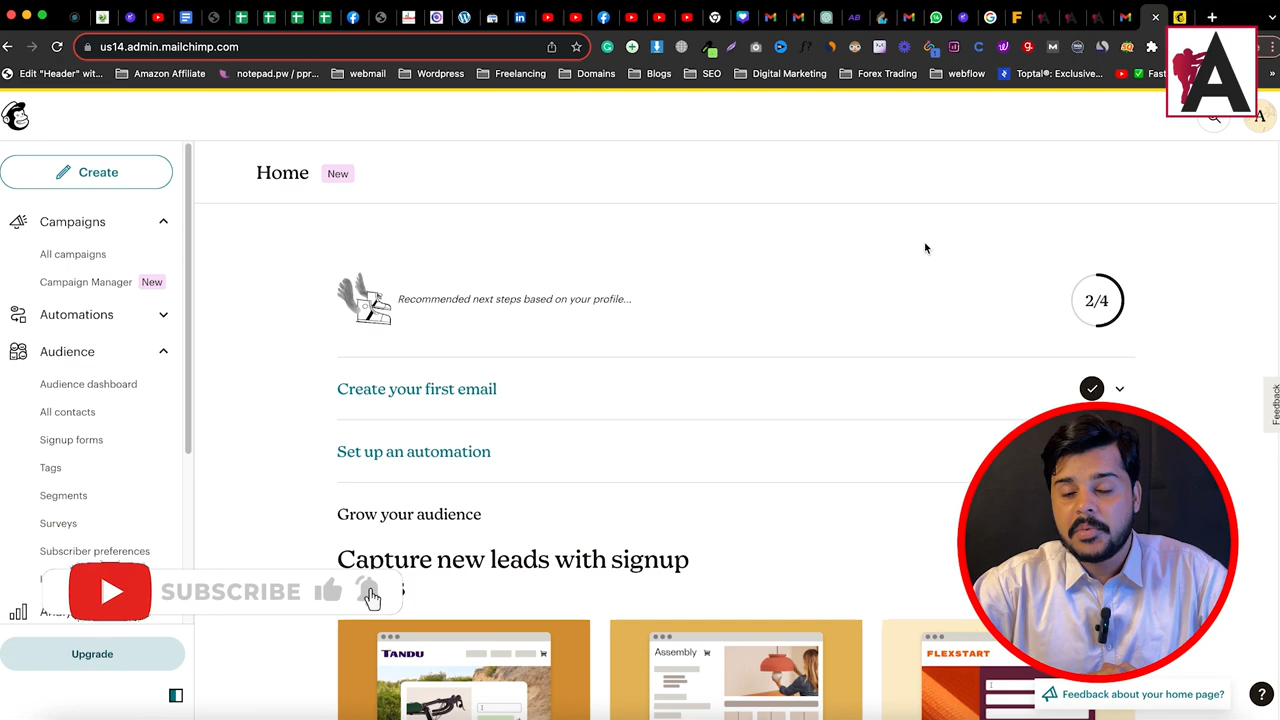 us14.admin.mailchimp.com
Edit "Header" wit...
Amazon Affiliate
notepad.pw / ppr...
webmail
Wordpress
Freelancing
Domains
Blogs
SEO
Digital Marketing
Forex Trading
webflow
Toptal®: Exclusive...
Fast
A
A
Create
Home
New
Campaigns
All campaigns
Campaign Manager
New
Automations
Audience
Audience dashboard
All contacts
Signup forms
Tags
Segments
Surveys
Subscriber preferences
Upgrade
Recommended next steps based on your profile...
2/4
Create your first email
Set up an automation
Grow your audience
Capture new leads with signup
SUBSCRIBE
TANDU
Assembly
FLEXSTART
Feedback
Feedback about your home page?
?